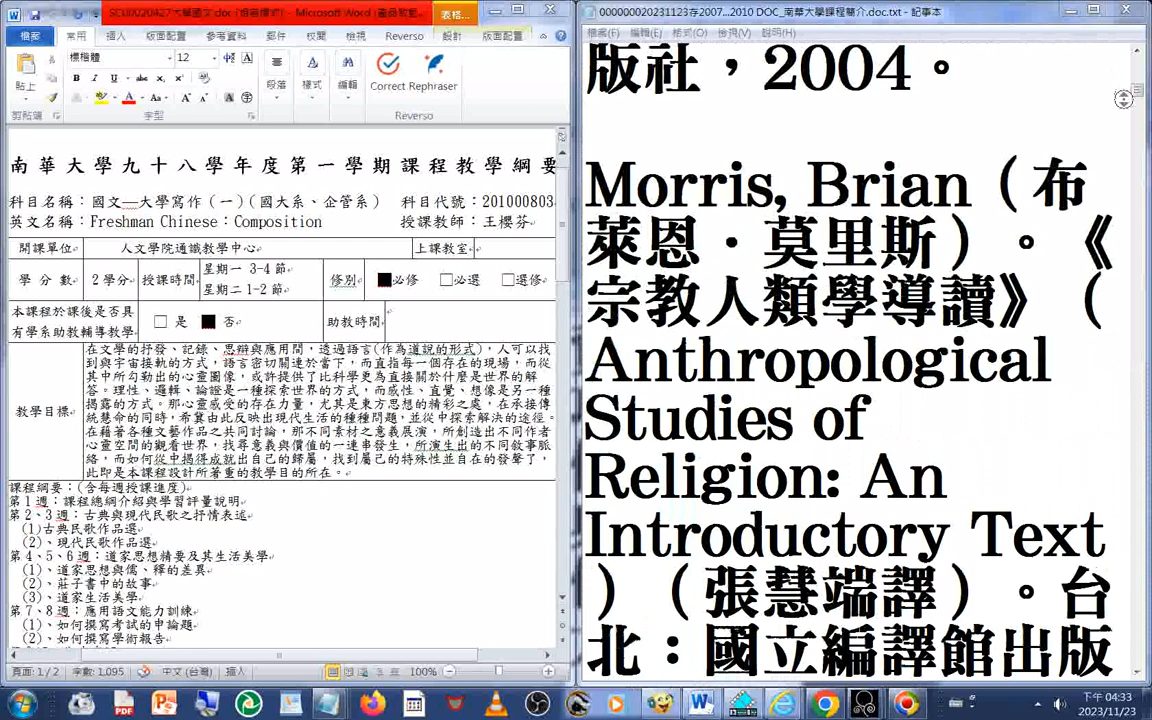 SC000020427大學國文.doc (相容模式) - Microsoft Word (產品啟動...
表格...
檔案 常用 插入 版面配置 參考資料 郵件 校閱 檢視 Reverso 設計 版面配置
標楷體 12
貼上 段落 樣式 編輯 Correct Rephraser
剪貼簿 字型 Reverso
南華大學九十八學年度第一學期課程教學綱要
科目名稱：國文—大學寫作（一）（國大系、企管系） 科目代號：201000803
英文名稱：Freshman Chinese：Composition 授課教師：王櫻芬
開課單位 人文學院通識教學中心 上課教室
學分數 2學分 授課時間 星期一 3-4節 修別 ■必修 □必選 □選修
星期二1-2節
本課程於課後是否具有學系助教輔導教學 □ 是 ■ 否 助教時間
教學目標
在文學的抒發、記錄、思辯與應用間，透過語言(作為道說的形式)，人可以找
到與宇宙接軌的方式，語言密切關連於當下，而直指每一個存在的現場，而從
其中所勾勒出的心靈圖像，或許提供了比科學更為直接關於什麼是世界的解
答。理性、邏輯、論證是一種探索世界的方式，而感性、直覺、想像是另一種
揭露的方式。那心靈感受的存在力量，尤其是東方思想的精彩之處，在承接傳
統慧命的同時，希冀由此反映出現代生活的種種問題，並從中探索解決的途徑。
在藉著各種文藝作品之共同討論，那不同素材之意義展演，所創造出不同作者
心靈空間的觀看世界，找尋意義與價值的一連串發生，所演生出的不同敘事脈
絡，而如何從中揭得成就出自己的歸屬，找到屬己的特殊性並自在的發聲了，
此即是本課程設計所著重的教學目的所在。
課程綱要：(含每週授課進度)
第1週：課程總綱介紹與學習評量說明
第2、3週：古典與現代民歌之抒情表述
(1)古典民歌作品選
(2)、現代民歌作品選
第4、5、6週：道家思想精要及其生活美學
(1)、道家思想與儒、釋的差異
(2)、莊子書中的故事
(3)、道家生活美學
第7、8週：應用語文能力訓練
(1)、如何撰寫考試的申論題
(2)、如何撰寫學術報告
頁面: 1 / 2 字數: 1,095 中文 (台灣) 插入 100%
000000020231123存2007...2010 DOC_南華大學課程簡介.doc.txt - 記事本
檔案(F) 編輯(E) 格式(O) 檢視(V) 說明(H)
版社，2004。
Morris, Brian（布
萊恩．莫里斯）。《
宗教人類學導讀》（
Anthropological
Studies of
Religion: An
Introductory Text
）（張慧端譯）。台
北：國立編譯館出版
下午 04:33
2023/11/23